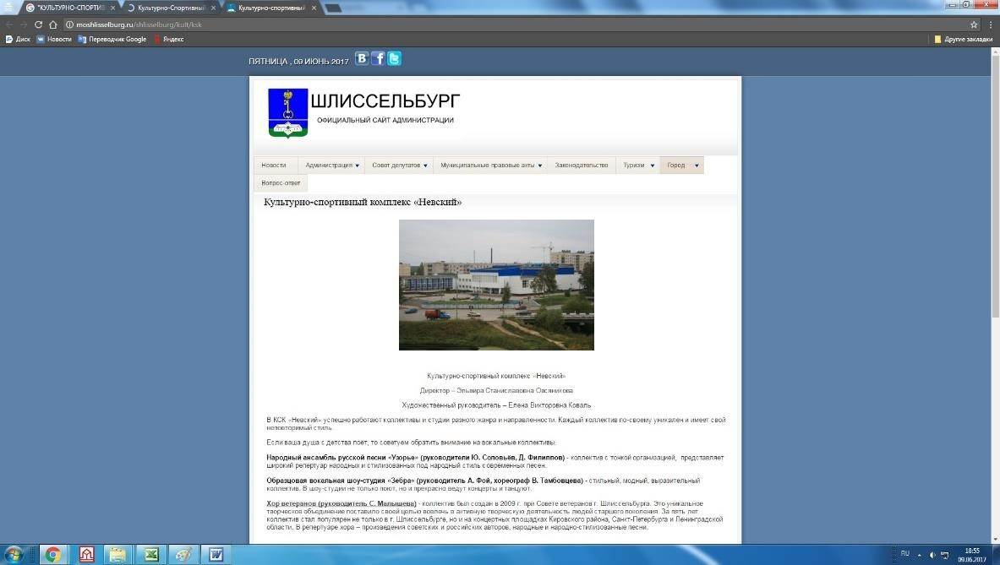 "КУЛЬТУРНО-СПОРТИВ
Культурно-Спортивный
Культурно-спортивный
moshlisselburg.ru/shlisselburg/kult/ksk
Диск Новости Переводчик Google Яндекс Другие закладки
ПЯТНИЦА , 09 ИЮНЬ 2017
ШЛИССЕЛЬБУРГ
ОФИЦИАЛЬНЫЙ САЙТ АДМИНИСТРАЦИИ
Новости Администрация Совет депутатов Муниципальные правовые акты Законодательство Туризм Город
Вопрос-ответ
Культурно-спортивный комплекс «Невский»
Культурно-спортивный комплекс «Невский»
Директор – Эльвира Станиславовна Овсяникова
Художественный руководитель – Елена Викторовна Коваль
В КСК «Невский» успешно работают коллективы и студии разного жанра и направленности. Каждый коллектив по-своему уникален и имеет свой
неповторимый стиль.
Если ваша душа с детства поёт, то советуем обратить внимание на вокальные коллективы:
Народный ансамбль русской песни «Узорье» (руководители Ю. Соловьёв, Д. Филиппов) - коллектив с тонкой организацией, представляет
широкий репертуар народных и стилизованных под народный стиль современных песен.
Образцовая вокальная шоу-студия «Зебра» (руководитель А. Фой, хореограф В. Тамбовцева) - стильный, модный, выразительный
коллектив. В шоу-студии не только поют, но и прекрасно ведут концерты и танцуют.
Хор ветеранов (руководитель С. Малышева) - коллектив был создан в 2009 г. при Совете ветеранов г. Шлиссельбурга. Это уникальное
творческое объединение поставило своей целью вовлечь в активную творческую деятельность людей старшего поколения. За пять лет
коллектив стал популярен не только в г. Шлиссельбурге, но и на концертных площадках Кировского района, Санкт-Петербурга и Ленинградской
области. В репертуаре хора – произведения советских и российских авторов, народные и народно-стилизованные песни.
RU
18:55
09.06.2017